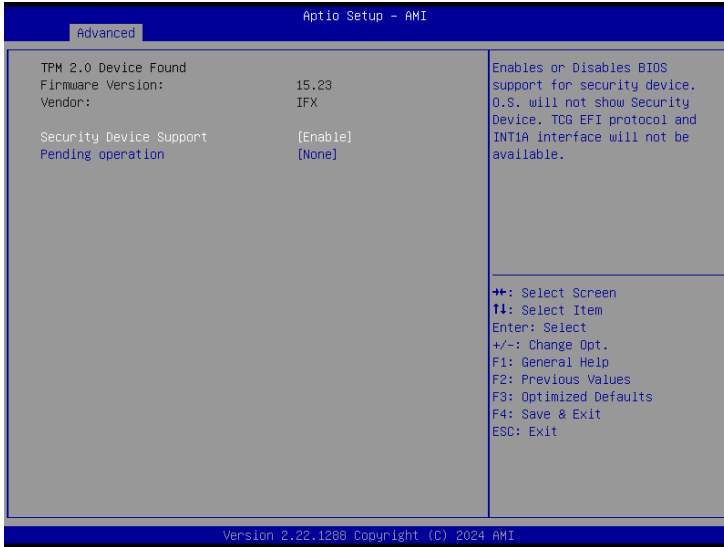 Aptio Setup – AMI
Advanced
TPM 2.0 Device Found
Firmware Version: 15.23
Vendor: IFX
Security Device Support [Enable]
Pending operation [None]
Enables or Disables BIOS
support for security device.
O.S. will not show Security
Device. TCG EFI protocol and
INT1A interface will not be
available.
→←: Select Screen
↑↓: Select Item
Enter: Select
+/-: Change Opt.
F1: General Help
F2: Previous Values
F3: Optimized Defaults
F4: Save & Exit
ESC: Exit
Version 2.22.1288 Copyright (C) 2024 AMI